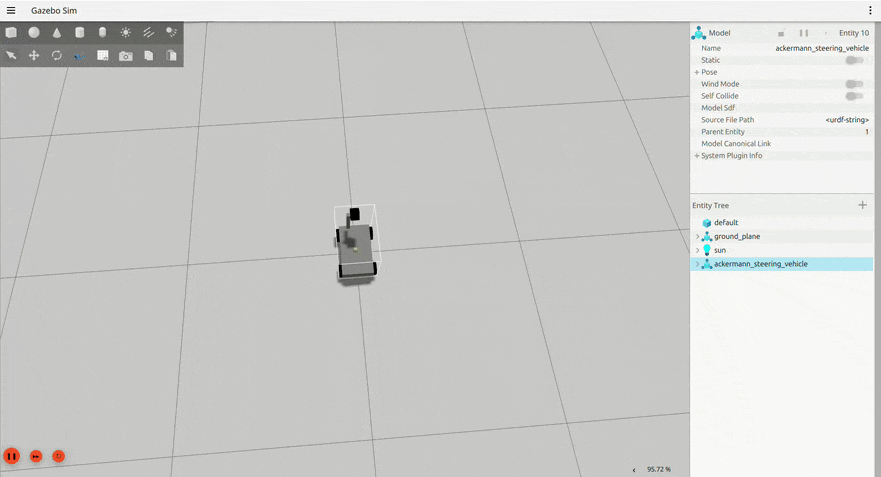 Gazebo Sim
Model Entity 10
Name ackermann_steering_vehicle
Static
Pose
Wind Mode
Self Collide
Model Sdf
Source File Path <urdf-string>
Parent Entity 1
Model Canonical Link
System Plugin Info
Entity Tree
default
ground_plane
sun
ackermann_steering_vehicle
95.72 %